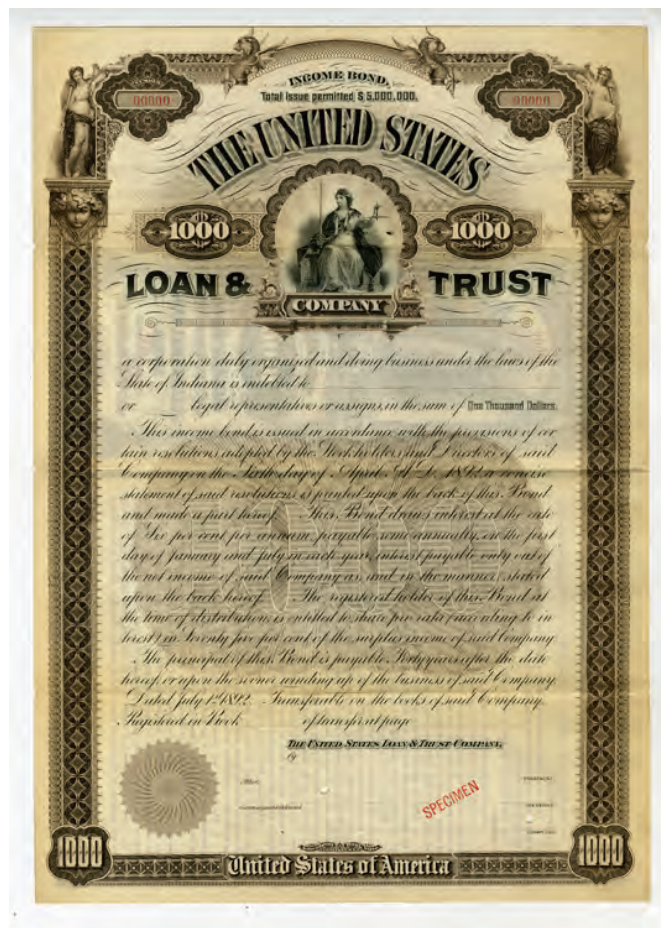 INCOME BOND.
Total Issue permitted $ 5,000,000.
00000
00000
THE UNITED STATES
1000
1000
LOAN & TRUST
COMPANY
a corporation duly organized and doing business under the laws of the
State of Indiana is indebted to
or legal representatives or assigns, in the sum of One Thousand Dollars.
This income bond is issued in accordance with the provisions of cer
tain resolutions adopted by the Stockholders and Directors of said
Company on the Sixth day of April A.D. 1892, a concise
statement of said resolutions is printed upon the back of this Bond
and made a part hereof. This Bond draws interest at the rate
of per cent per annum, payable semi annually, on the first
day of January and July in each year, interest payable only out of
the net income of said Company as, and in the manner, stated
upon the back hereof. The registered holder of this Bond at
the time of distribution, is entitled to share pro rata (according to in
terest) in Seventy five per cent of the surplus income of said Company.
The principal of this Bond is payable Forty years after the date
hereof, or upon the sooner winding up of the business of said Company.
Dated July 1st 1892. Transferable on the books of said Company.
Registered in Book of transfer at page
THE UNITED STATES LOAN & TRUST COMPANY.
by
SPECIMEN
1000
United States of America
1000